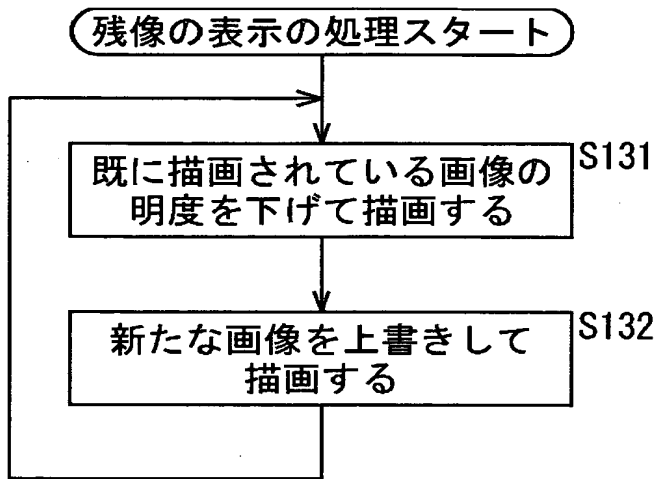 残像の表示の処理スタート
既に描画されている画像の
明度を下げて描画する
S131
新たな画像を上書きして
描画する
S132